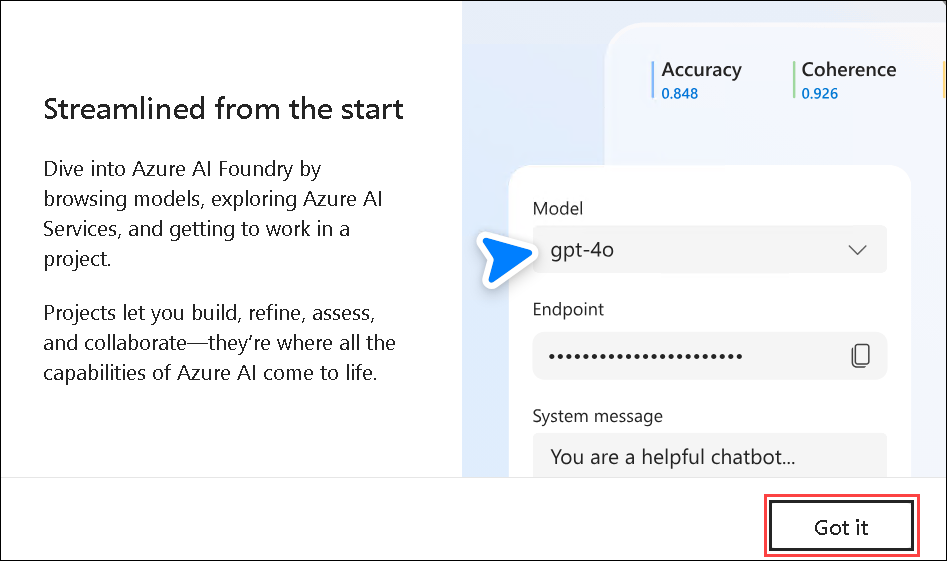 Streamlined from the start
Dive into Azure AI Foundry by
browsing models, exploring Azure AI
Services, and getting to work in a
project.
Projects let you build, refine, assess,
and collaborate—they’re where all the
capabilities of Azure AI come to life.
Accuracy
0.848
Coherence
0.926
Model
gpt-4o
Endpoint
•••••••••••••••••••••••
System message
You are a helpful chatbot...
Got it